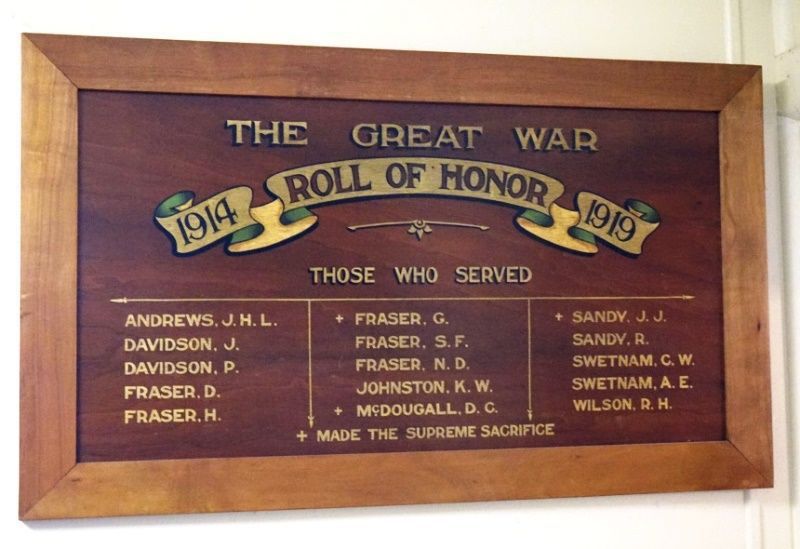 THE GREAT WAR
1914 ROLL OF HONOR 1919
THOSE WHO SERVED
ANDREWS, J. H. L.
DAVIDSON, J.
DAVIDSON, P.
FRASER, D.
FRASER, H.
+ FRASER, G.
FRASER, S. F.
FRASER, N. D.
JOHNSTON, K. W.
+ McDOUGALL, D. C.
+ SANDY, J. J.
SANDY, R.
SWETNAM, C. W.
SWETNAM, A. E.
WILSON, R. H.
+ MADE THE SUPREME SACRIFICE